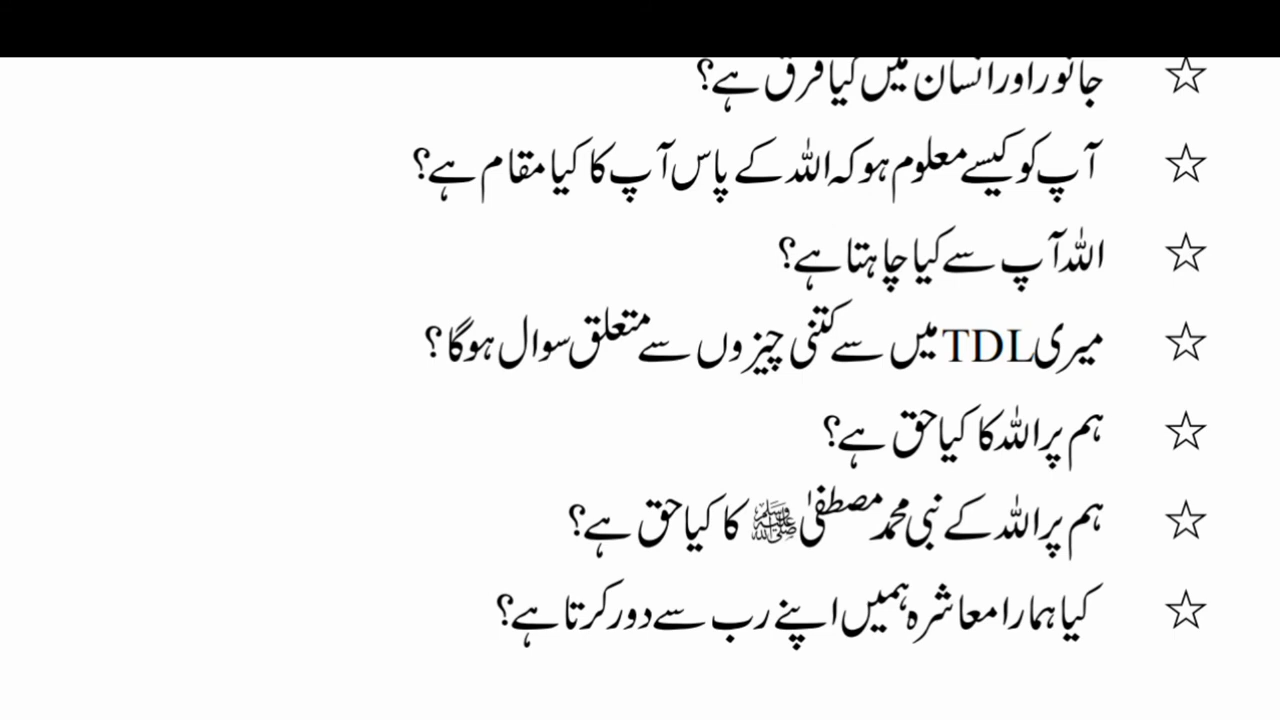 ☆ جانور اور انسان میں کیا فرق ہے؟
☆ آپ کو کیسے معلوم ہو کہ اللہ کے پاس آپ کا کیا مقام ہے؟
☆ اللہ آپ سے کیا چاہتا ہے؟
☆ میری TDL میں سے کتنی چیزوں سے متعلق سوال ہوگا؟
☆ ہم پر اللہ کا کیا حق ہے؟
☆ ہم پر اللہ کے نبی محمد مصطفیٰ ﷺ کا کیا حق ہے؟
☆ کیا ہمارا معاشرہ ہمیں اپنے رب سے دور کرتا ہے؟